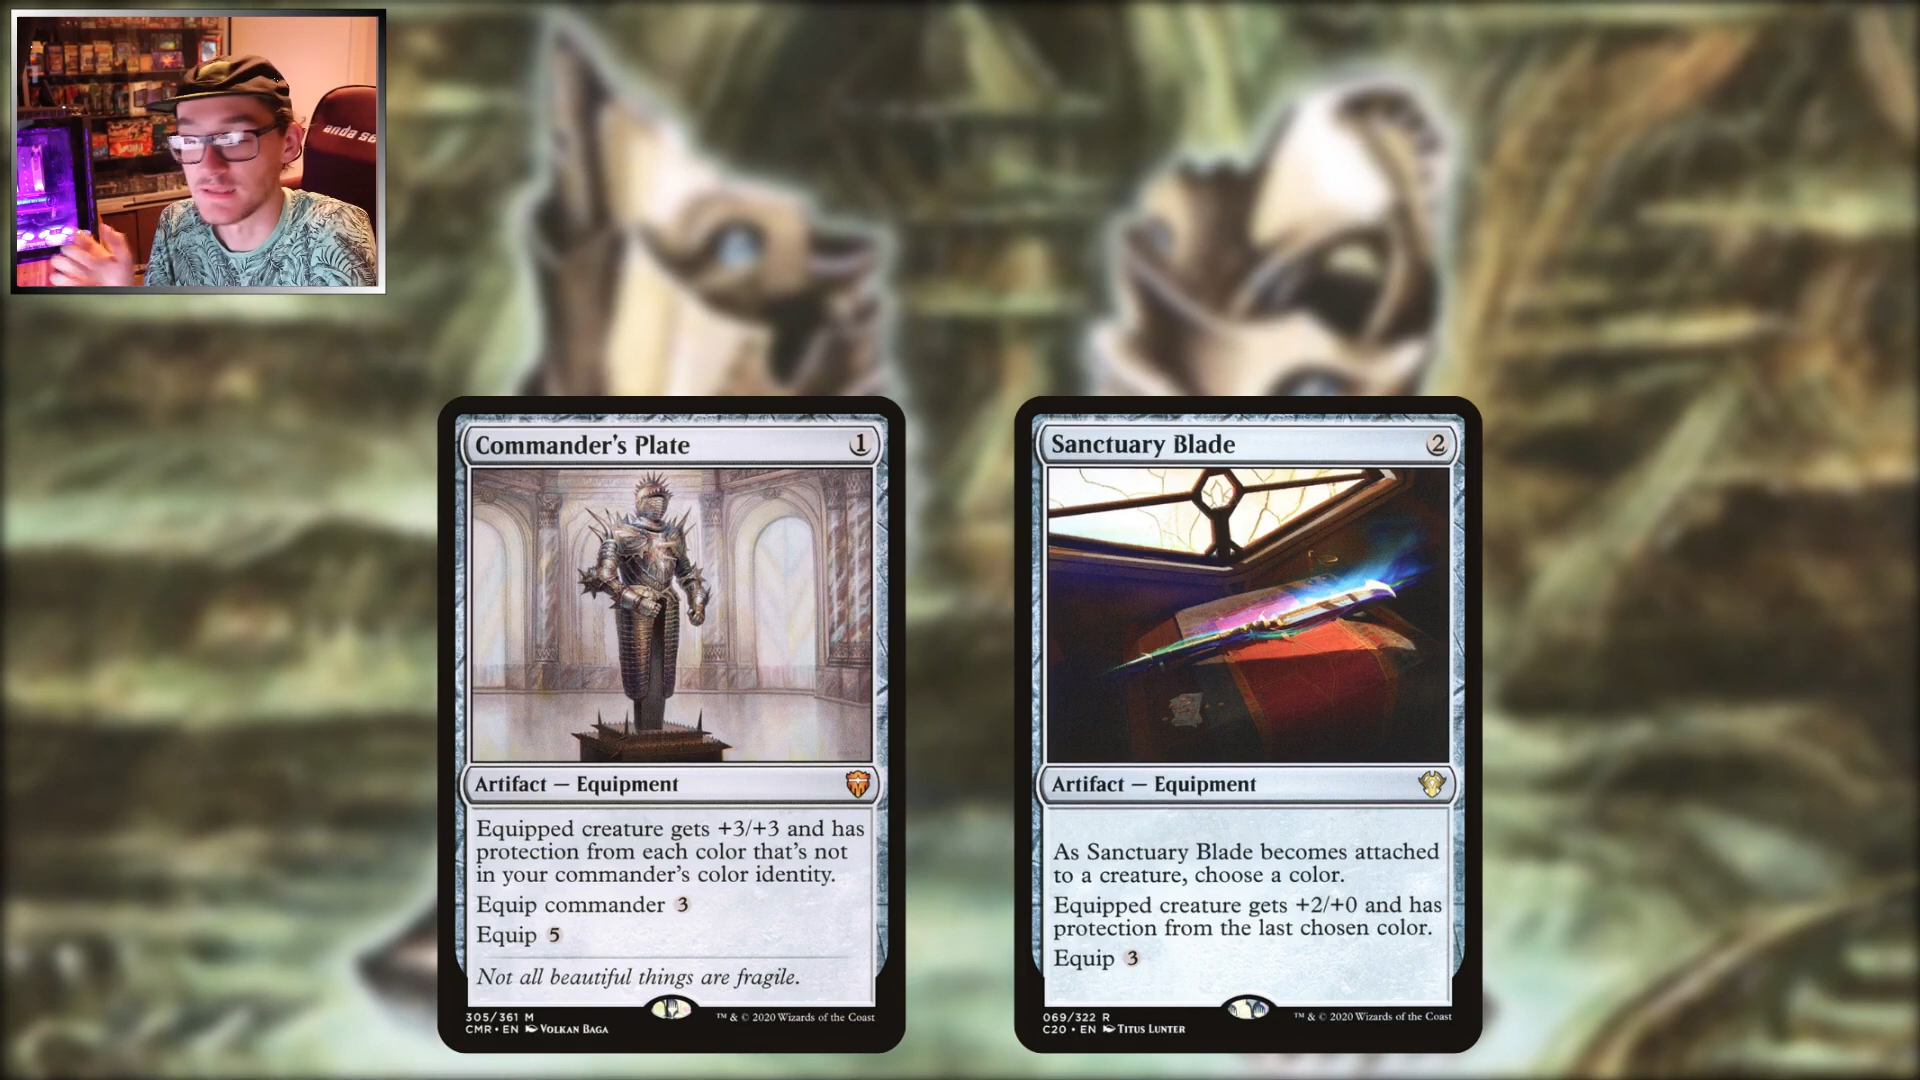 anda se
Commander's Plate 1
Artifact — Equipment
Equipped creature gets +3/+3 and has
protection from each color that's not
in your commander's color identity.
Equip commander 3
Equip 5
Not all beautiful things are fragile.
305/361 M
CMR • EN VOLKAN BAGA
™ & © 2020 Wizards of the Coast
Sanctuary Blade 2
Artifact — Equipment
As Sanctuary Blade becomes attached
to a creature, choose a color.
Equipped creature gets +2/+0 and has
protection from the last chosen color.
Equip 3
069/322 R
C20 • EN TITUS LUNTER
™ & © 2020 Wizards of the Coast